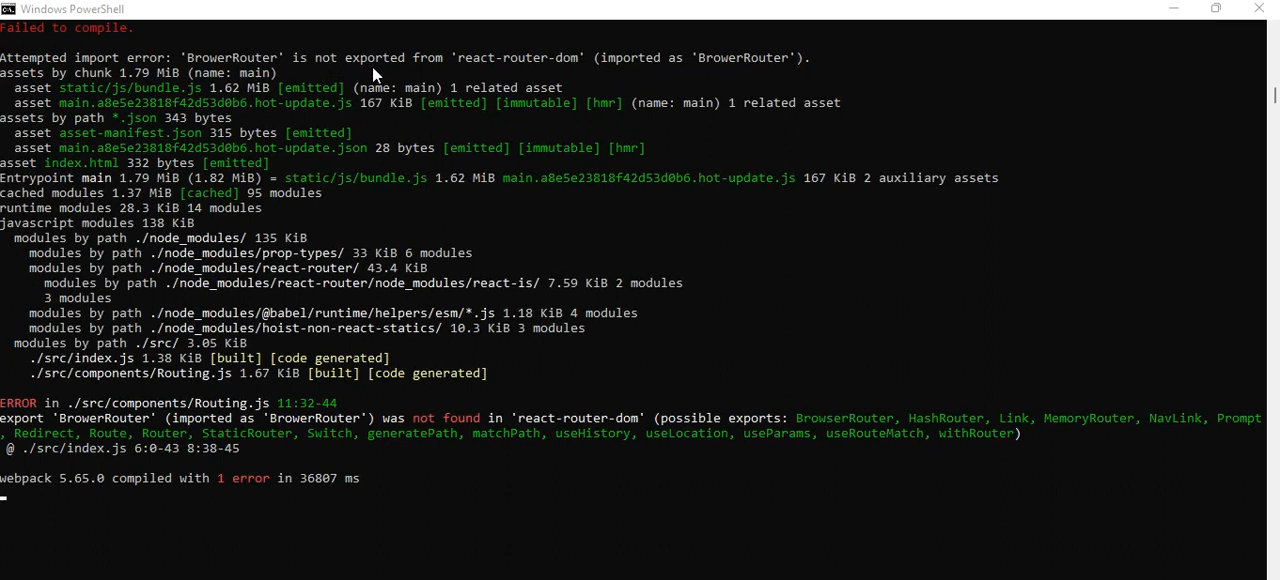 Windows PowerShell
Failed to compile.
Attempted import error: 'BrowerRouter' is not exported from 'react-router-dom' (imported as 'BrowerRouter').
assets by chunk 1.79 MiB (name: main)
asset static/js/bundle.js 1.62 MiB [emitted] (name: main) 1 related asset
asset main.a8e5e23818f42d53d0b6.hot-update.js 167 KiB [emitted] [immutable] [hmr] (name: main) 1 related asset
assets by path *.json 343 bytes
asset asset-manifest.json 315 bytes [emitted]
asset main.a8e5e23818f42d53d0b6.hot-update.json 28 bytes [emitted] [immutable] [hmr]
asset index.html 332 bytes [emitted]
Entrypoint main 1.79 MiB (1.82 MiB) = static/js/bundle.js 1.62 MiB main.a8e5e23818f42d53d0b6.hot-update.js 167 KiB 2 auxiliary assets
cached modules 1.37 MiB [cached] 95 modules
runtime modules 28.3 KiB 14 modules
javascript modules 138 KiB
modules by path ./node_modules/ 135 KiB
modules by path ./node_modules/prop-types/ 33 KiB 6 modules
modules by path ./node_modules/react-router/ 43.4 KiB
modules by path ./node_modules/react-router/node_modules/react-is/ 7.59 KiB 2 modules
3 modules
modules by path ./node_modules/@babel/runtime/helpers/esm/*.js 1.18 KiB 4 modules
modules by path ./node_modules/hoist-non-react-statics/ 10.3 KiB 3 modules
modules by path ./src/ 3.05 KiB
./src/index.js 1.38 KiB [built] [code generated]
./src/components/Routing.js 1.67 KiB [built] [code generated]
ERROR in ./src/components/Routing.js 11:32-44
export 'BrowerRouter' (imported as 'BrowerRouter') was not found in 'react-router-dom' (possible exports: BrowserRouter, HashRouter, Link, MemoryRouter, NavLink, Prompt
, Redirect, Route, Router, StaticRouter, Switch, generatePath, matchPath, useHistory, useLocation, useParams, useRouteMatch, withRouter)
@ ./src/index.js 6:0-43 8:38-45
webpack 5.65.0 compiled with 1 error in 36807 ms